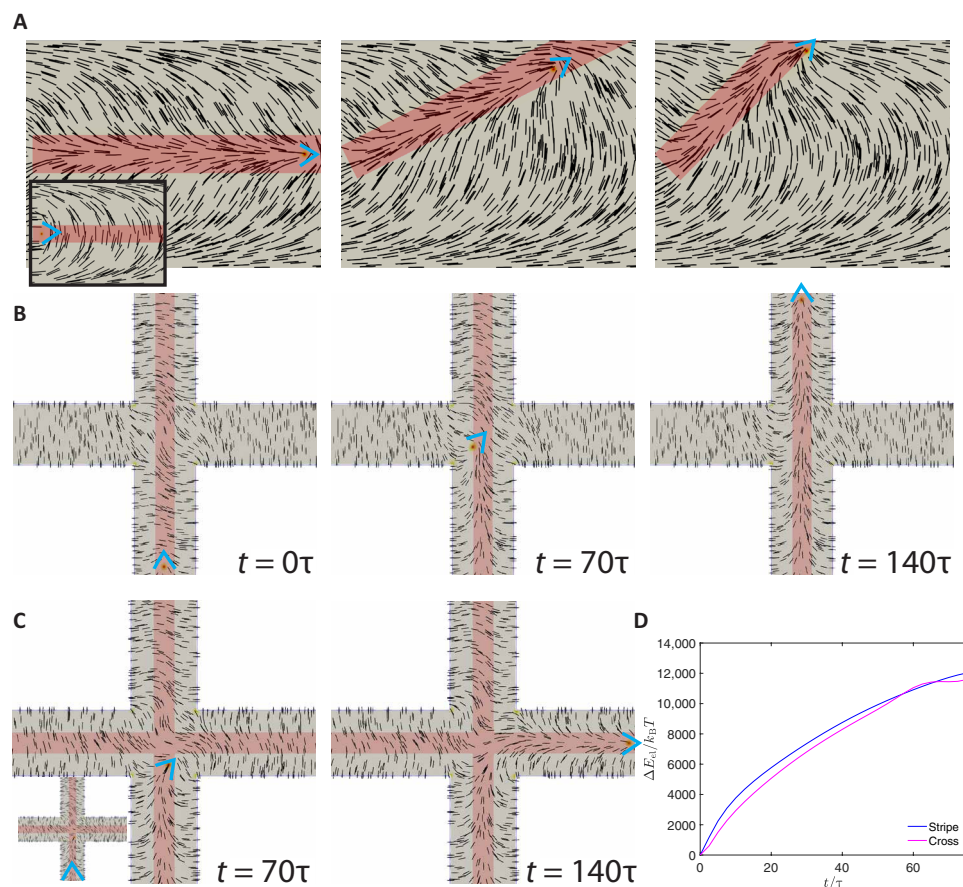 A
B
t = 0τ
t = 70τ
t = 140τ
C
t = 70τ
t = 140τ
D
14,000
12,000
10,000
8000
6000
4000
2000
0
ΔE_el/k_BT
0
20
40
60
t/τ
Stripe
Cross